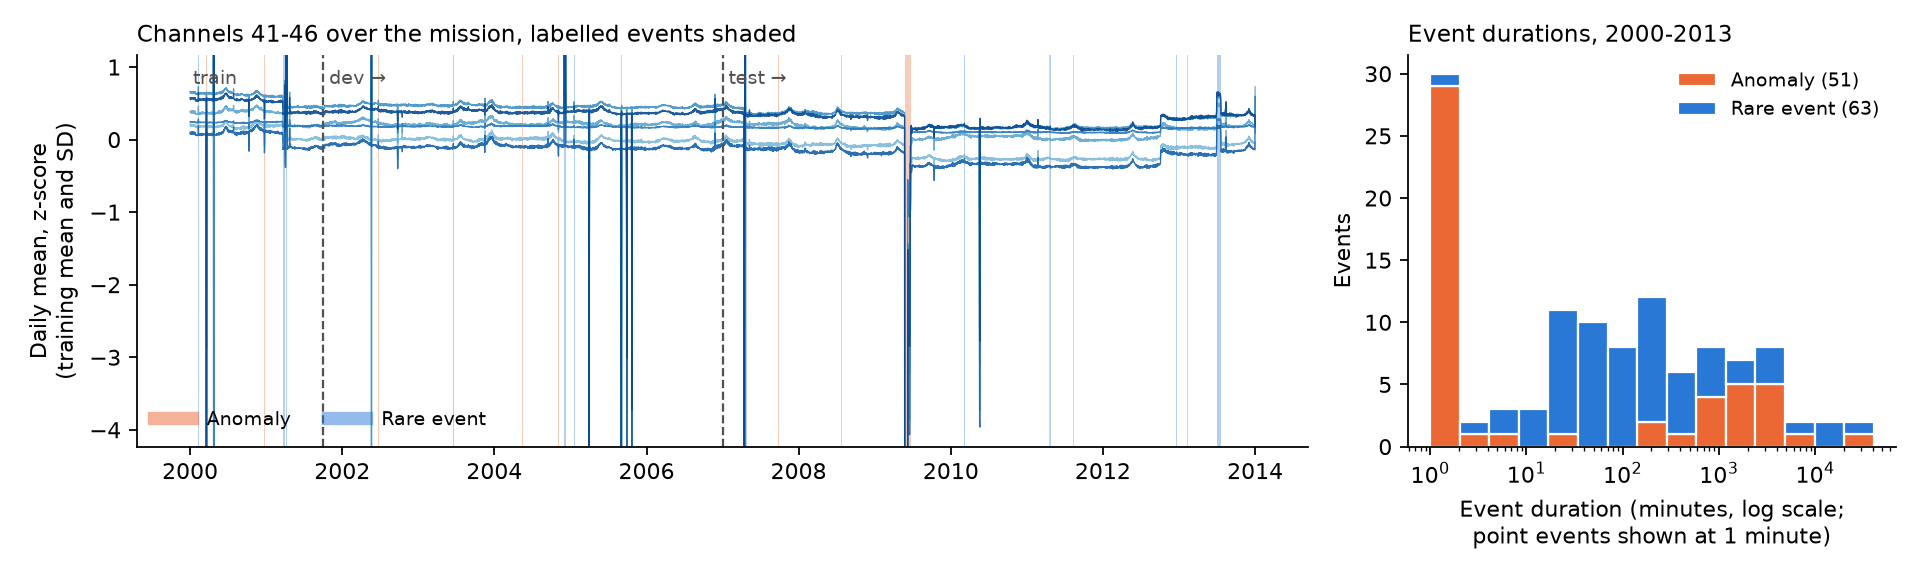 Channels 41-46 over the mission, labelled events shaded
Daily mean, z-score
(training mean and SD)
1
0
−1
−2
−3
−4
train
dev →
test →
Anomaly
Rare event
2000
2002
2004
2006
2008
2010
2012
2014
Event durations, 2000-2013
Events
30
25
20
15
10
5
0
Anomaly (51)
Rare event (63)
10⁰
10¹
10²
10³
10⁴
Event duration (minutes, log scale;
point events shown at 1 minute)